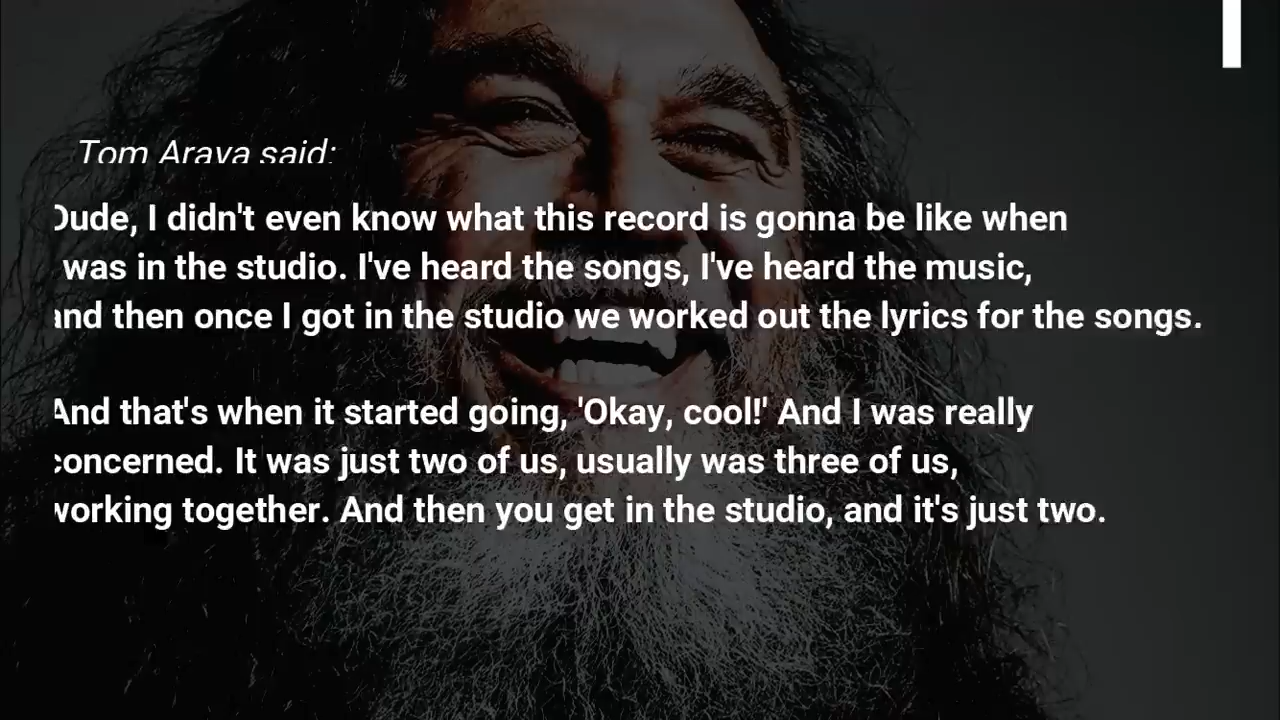 Tom Araya said:
Dude, I didn't even know what this record is gonna be like when
was in the studio. I've heard the songs, I've heard the music,
and then once I got in the studio we worked out the lyrics for the songs.
And that's when it started going, 'Okay, cool!' And I was really
concerned. It was just two of us, usually was three of us,
working together. And then you get in the studio, and it's just two.